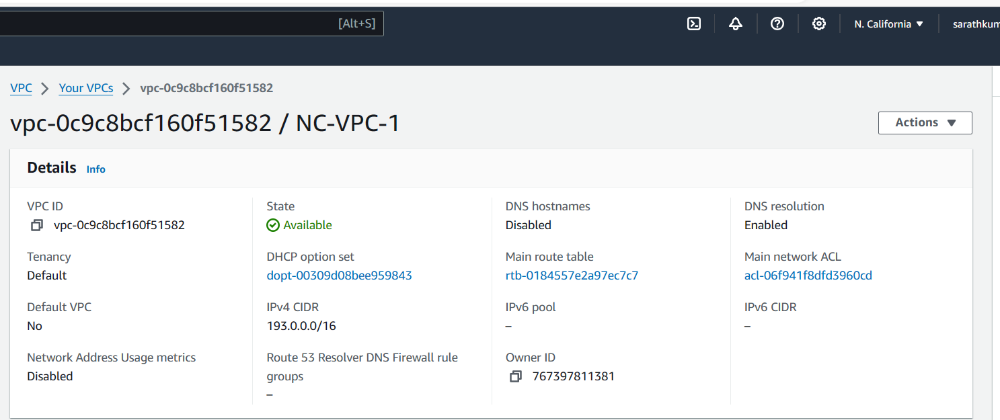 [Alt+S]
N. California
sarathkum
VPC
Your VPCs
vpc-0c9c8bcf160f51582
vpc-0c9c8bcf160f51582 / NC-VPC-1
Actions
Details Info
VPC ID
vpc-0c9c8bcf160f51582
State
Available
DNS hostnames
Disabled
DNS resolution
Enabled
Tenancy
Default
DHCP option set
dopt-00309d08bee959843
Main route table
rtb-0184557e2a97ec7c7
Main network ACL
acl-06f941f8dfd3960cd
Default VPC
No
IPv4 CIDR
193.0.0.0/16
IPv6 pool
–
IPv6 CIDR
–
Network Address Usage metrics
Disabled
Route 53 Resolver DNS Firewall rule
groups
–
Owner ID
767397811381